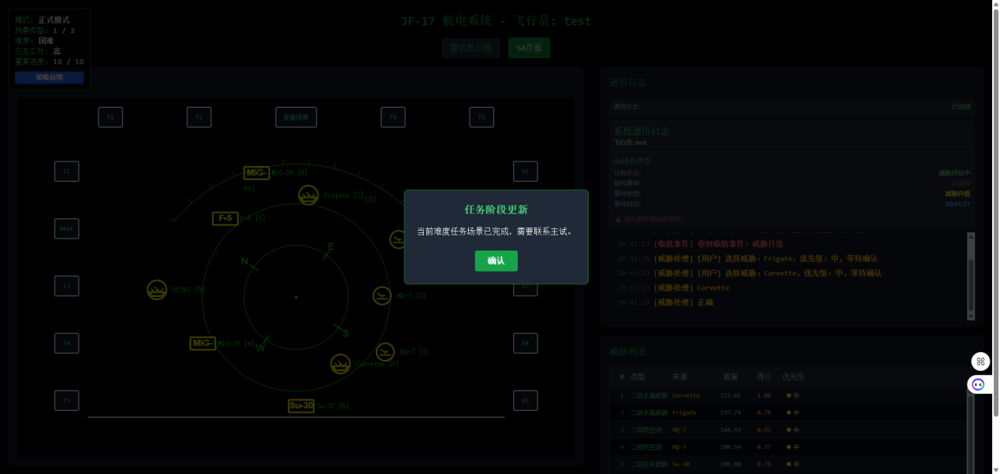 模式: 正式模式
场景类型: 1 / 2
难度: 困难
交互工效: 高
重复进度: 10 / 10
策略说明
JF-17 航电系统 - 飞行员: test
雷达显示器
SA页面
T1
T2
查看结果
T4
T5
T1
Next
T3
T4
T5
R1
R3
R4
R5
MiG-
MiG-29 [8]
901
Frigate [2]
183
F-5
F-5 [5]
N
E
S
W
HQ-7 [1]
HQ-7 [3]
MiG-
MiG-29 [4]
Corvette [0]
Su-30
Su-30 [6]
任务阶段更新
当前难度任务场景已完成，需要联系主试。
确认
通信日志
通信状态:
已连接
系统通信日志
飞行员: test
SA任务状态
任务状态:
威胁评估中
临机事件:
事件类型:
威胁升级
事件时间:
20:41:27
20:41:27 [临机事件] 收到临机事件：威胁升级
20:41:28 [威胁处理] [用户] 选择威胁：Frigate，优先级：中，等待确认
20:41:29 [威胁处理] [用户] 选择威胁：Corvette，优先级：中，等待确认
20:41:29 [威胁处理] Corvette
20:41:29 [威胁处理] 正确
威胁列表
# 类型 来源 距离 得分 优先级
1 二级水面威胁 Corvette 153.61 1.00 中
2 二级水面威胁 Frigate 197.74 0.78 中
3 二级防空炮 HQ-7 164.93 0.93 中
4 二级防空炮 HQ-7 200.54 0.77 中
5 二级空中威胁 Su-30 208.80 0.74 中